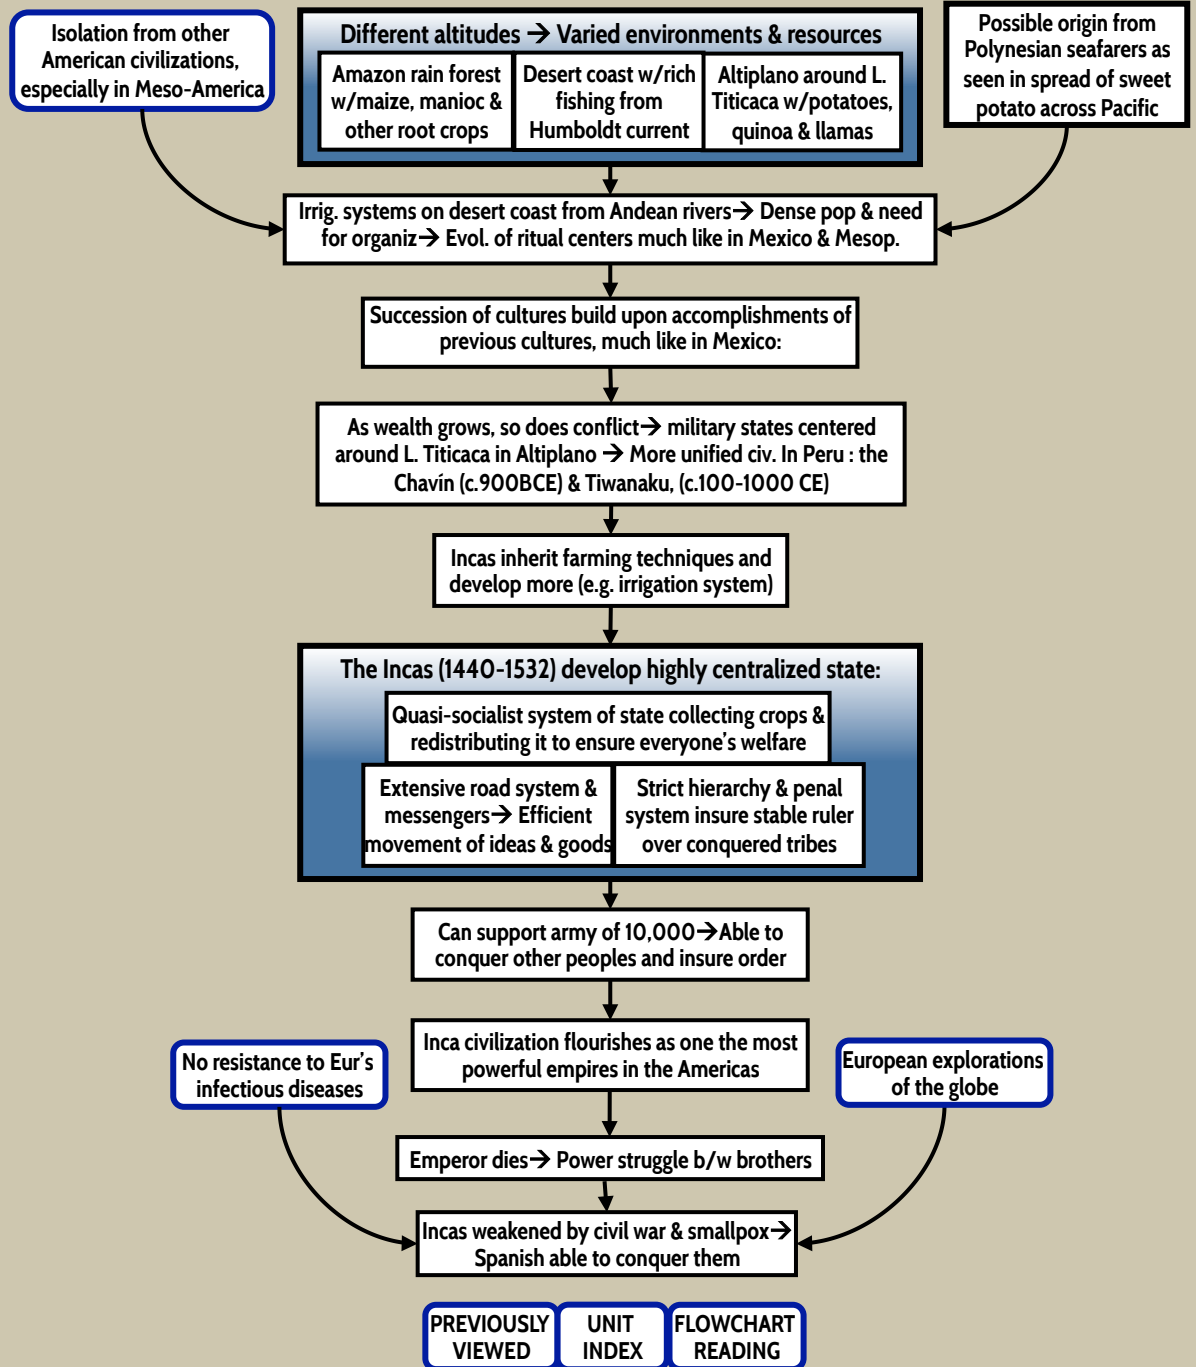 Isolation from other
American civilizations,
especially in Meso-America
Different altitudes → Varied environments & resources
Amazon rain forest
w/maize, manioc &
other root crops
Desert coast w/rich
fishing from
Humboldt current
Altiplano around L.
Titicaca w/potatoes,
quinoa & llamas
Possible origin from
Polynesian seafarers as
seen in spread of sweet
potato across Pacific
Irrig. systems on desert coast from Andean rivers→ Dense pop & need
for organiz→ Evol. of ritual centers much like in Mexico & Mesop.
Succession of cultures build upon accomplishments of
previous cultures, much like in Mexico:
As wealth grows, so does conflict→ military states centered
around L. Titicaca in Altiplano → More unified civ. In Peru : the
Chavín (c.900BCE) & Tiwanaku, (c.100-1000 CE)
Incas inherit farming techniques and
develop more (e.g. irrigation system)
The Incas (1440-1532) develop highly centralized state:
Quasi-socialist system of state collecting crops &
redistributing it to ensure everyone's welfare
Extensive road system &
messengers→ Efficient
movement of ideas & goods
Strict hierarchy & penal
system insure stable ruler
over conquered tribes
Can support army of 10,000→Able to
conquer other peoples and insure order
Inca civilization flourishes as one the most
powerful empires in the Americas
No resistance to Eur's
infectious diseases
European explorations
of the globe
Emperor dies→ Power struggle b/w brothers
Incas weakened by civil war & smallpox→
Spanish able to conquer them
PREVIOUSLY
VIEWED
UNIT
INDEX
FLOWCHART
READING